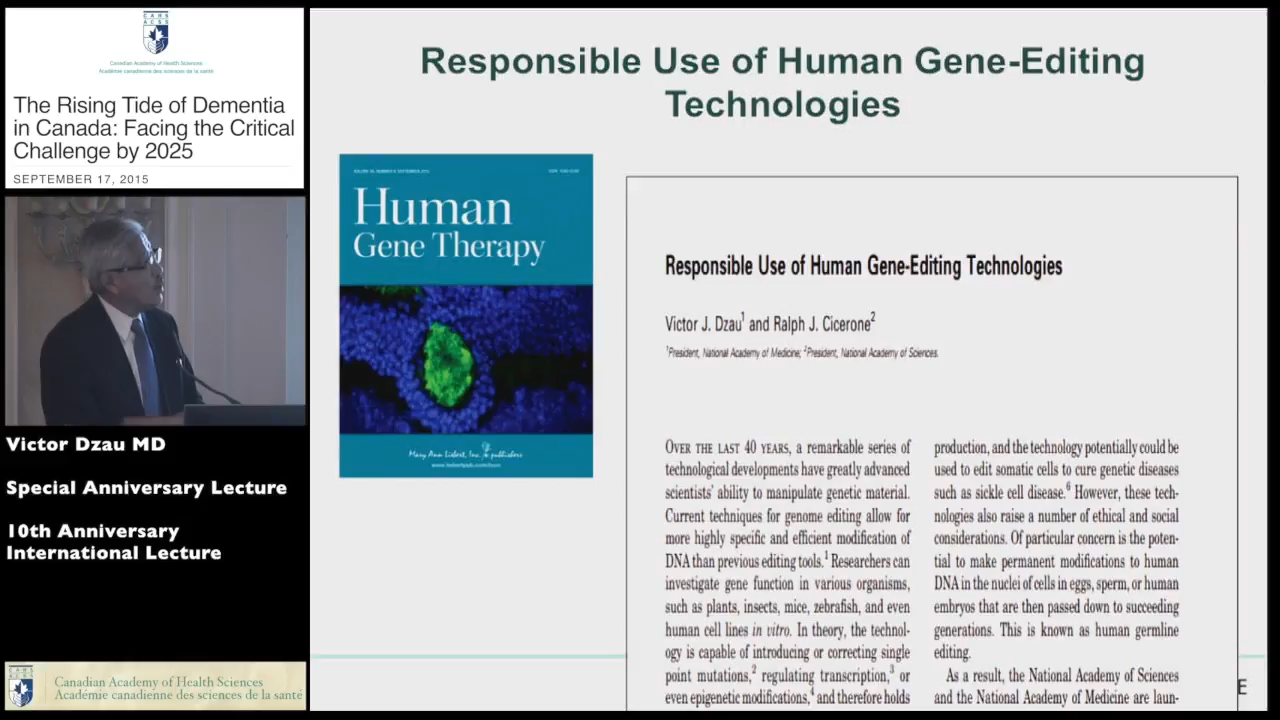 CAHS
ACSS
Canadian Academy of Health Sciences
Académie canadienne des sciences de la santé
The Rising Tide of Dementia
in Canada: Facing the Critical
Challenge by 2025
SEPTEMBER 17, 2015
Victor Dzau MD
Special Anniversary Lecture
10th Anniversary
International Lecture
CAHS
ACSS
Canadian Academy of Health Sciences
Académie canadienne des sciences de la santé
Responsible Use of Human Gene-Editing
Technologies
Human
Gene Therapy
Mary Ann Liebert, Inc. publishers
www.liebertpub.com/hum
Responsible Use of Human Gene-Editing Technologies
Victor J. Dzau1 and Ralph J. Cicerone2
1President, National Academy of Medicine; 2President, National Academy of Sciences.
OVER THE LAST 40 YEARS, a remarkable series of
technological developments have greatly advanced
scientists' ability to manipulate genetic material.
Current techniques for genome editing allow for
more highly specific and efficient modification of
DNA than previous editing tools.1 Researchers can
investigate gene function in various organisms,
such as plants, insects, mice, zebrafish, and even
human cell lines in vitro. In theory, the technol-
ogy is capable of introducing or correcting single
point mutations,2 regulating transcription,3 or
even epigenetic modifications,4 and therefore holds
production, and the technology potentially could be
used to edit somatic cells to cure genetic diseases
such as sickle cell disease.6 However, these tech-
nologies also raise a number of ethical and social
considerations. Of particular concern is the poten-
tial to make permanent modifications to human
DNA in the nuclei of cells in eggs, sperm, or human
embryos that are then passed down to succeeding
generations. This is known as human germline
editing.
As a result, the National Academy of Sciences
and the National Academy of Medicine are laun-
E